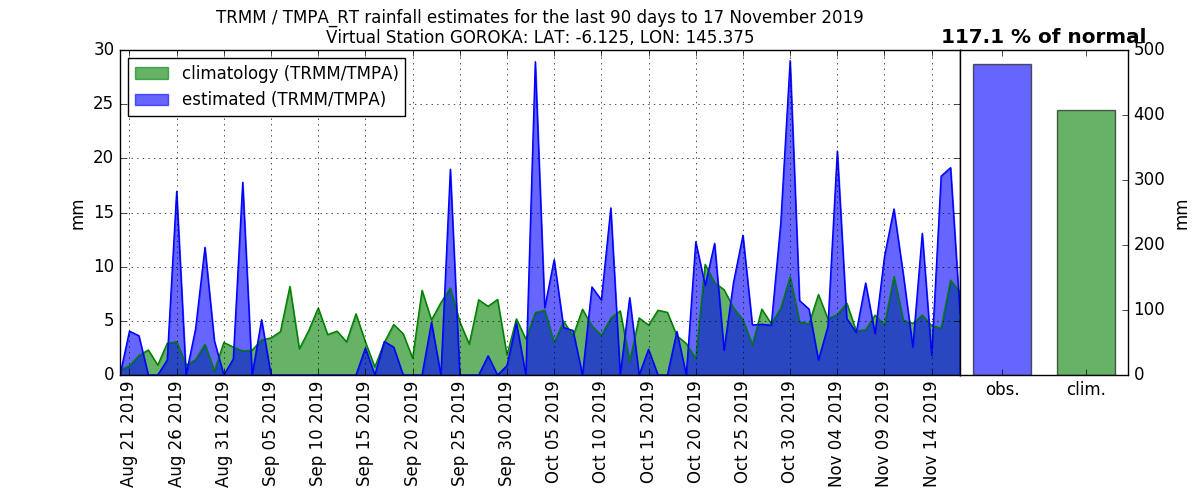 TRMM / TMPA_RT rainfall estimates for the last 90 days to 17 November 2019
Virtual Station GOROKA: LAT: -6.125, LON: 145.375
117.1 % of normal
climatology (TRMM/TMPA)
estimated (TRMM/TMPA)
30
25
20
15
10
5
0
mm
Aug 21 2019
Aug 26 2019
Aug 31 2019
Sep 05 2019
Sep 10 2019
Sep 15 2019
Sep 20 2019
Sep 25 2019
Sep 30 2019
Oct 05 2019
Oct 10 2019
Oct 15 2019
Oct 20 2019
Oct 25 2019
Oct 30 2019
Nov 04 2019
Nov 09 2019
Nov 14 2019
obs.
clim.
500
400
300
200
100
0
mm